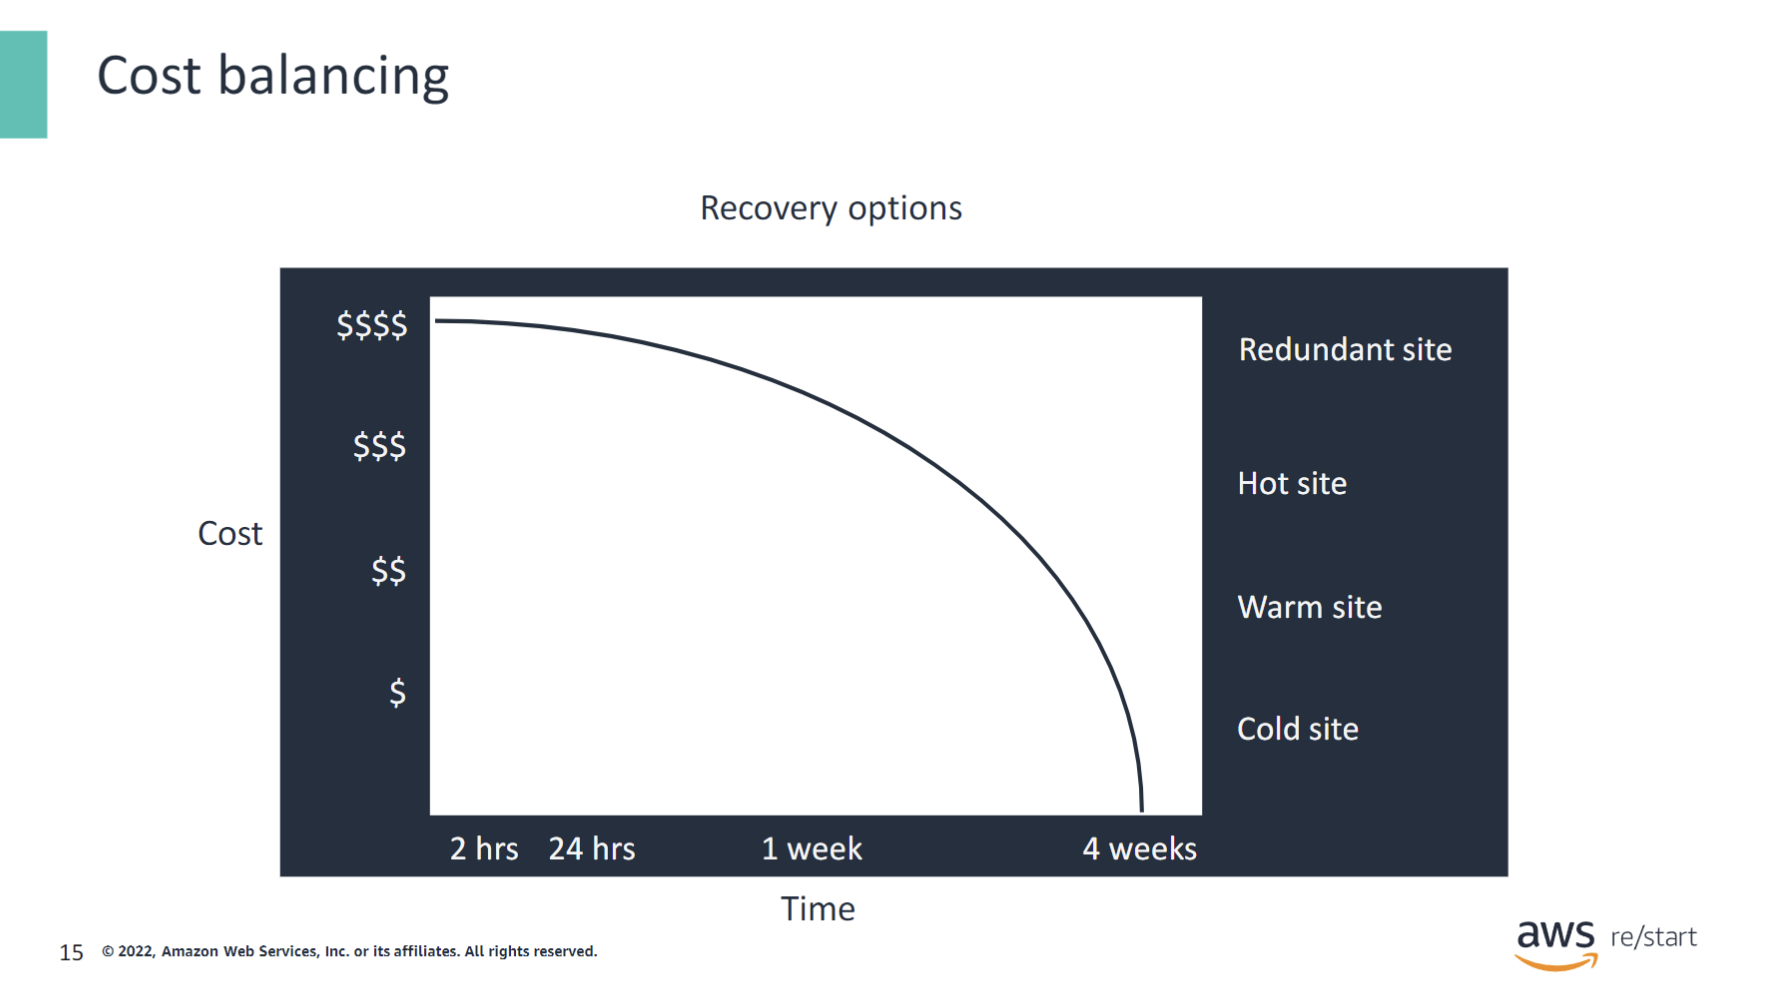 Cost balancing
Recovery options
$$$$
Redundant site
$$$
Hot site
Cost
$$
Warm site
$
Cold site
2 hrs 24 hrs 1 week 4 weeks
Time
15 © 2022, Amazon Web Services, Inc. or its affiliates. All rights reserved.
aws re/start